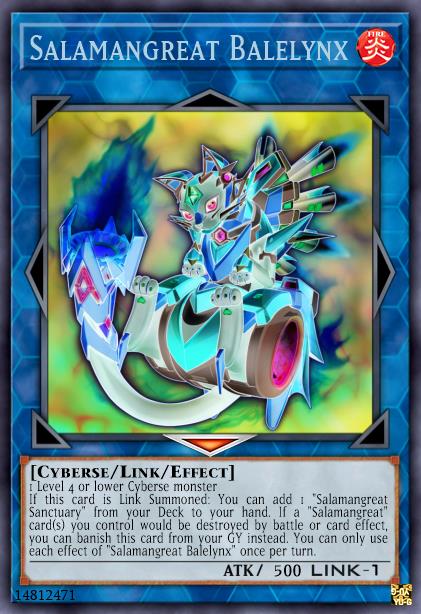 Salamangreat Balelynx
FIRE
炎
[Cyberse/Link/Effect]
1 Level 4 or lower Cyberse monster
If this card is Link Summoned: You can add 1 "Salamangreat
Sanctuary" from your Deck to your hand. If a "Salamangreat"
card(s) you control would be destroyed by battle or card effect,
you can banish this card from your GY instead. You can only use
each effect of "Salamangreat Balelynx" once per turn.
ATK/ 500 LINK-1
14812471